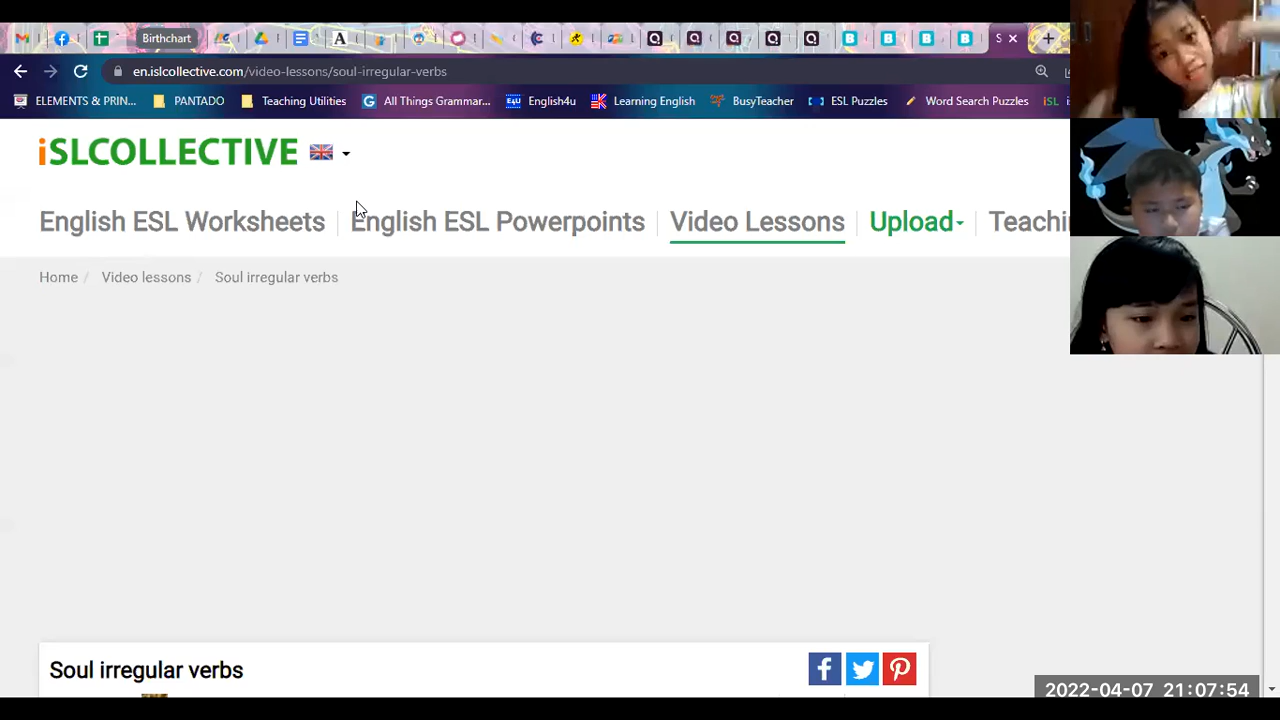 Birthchart
en.islcollective.com/video-lessons/soul-irregular-verbs
ELEMENTS & PRIN... PANTADO Teaching Utilities All Things Grammar... English4u Learning English BusyTeacher ESL Puzzles Word Search Puzzles
iSLCOLLECTIVE
English ESL Worksheets English ESL Powerpoints Video Lessons Upload
Home / Video lessons / Soul irregular verbs
Soul irregular verbs
2022-04-07 21:07:54